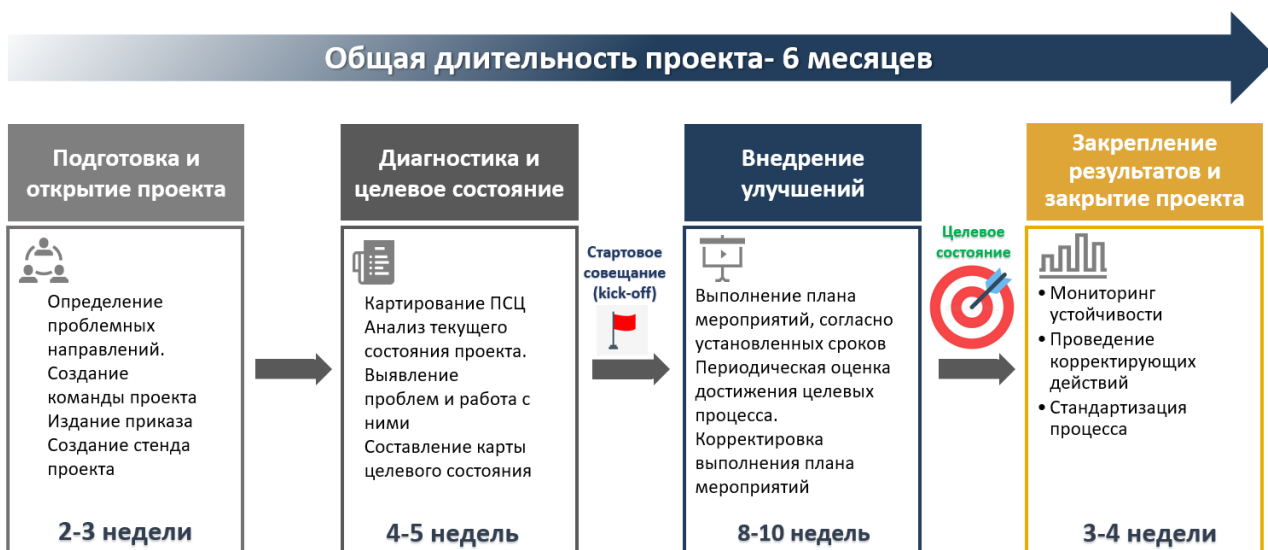 Общая длительность проекта- 6 месяцев
Подготовка и
открытие проекта
Определение
проблемных
направлений.
Создание
команды проекта
Издание приказа
Создание стенда
проекта
2-3 недели
Диагностика и
целевое состояние
Картирование ПСЦ
Анализ текущего
состояния проекта.
Выявление
проблем и работа с
ними
Составление карты
целевого состояния
4-5 недель
Стартовое
совещание
(kick-off)
Внедрение
улучшений
Выполнение плана
мероприятий, согласно
установленных сроков
Периодическая оценка
достижения целевых
процесса.
Корректировка
выполнения плана
мероприятий
8-10 недель
Целевое
состояние
Закрепление
результатов и
закрытие проекта
• Мониторинг
устойчивости
• Проведение
корректирующих
действий
• Стандартизация
процесса
3-4 недели